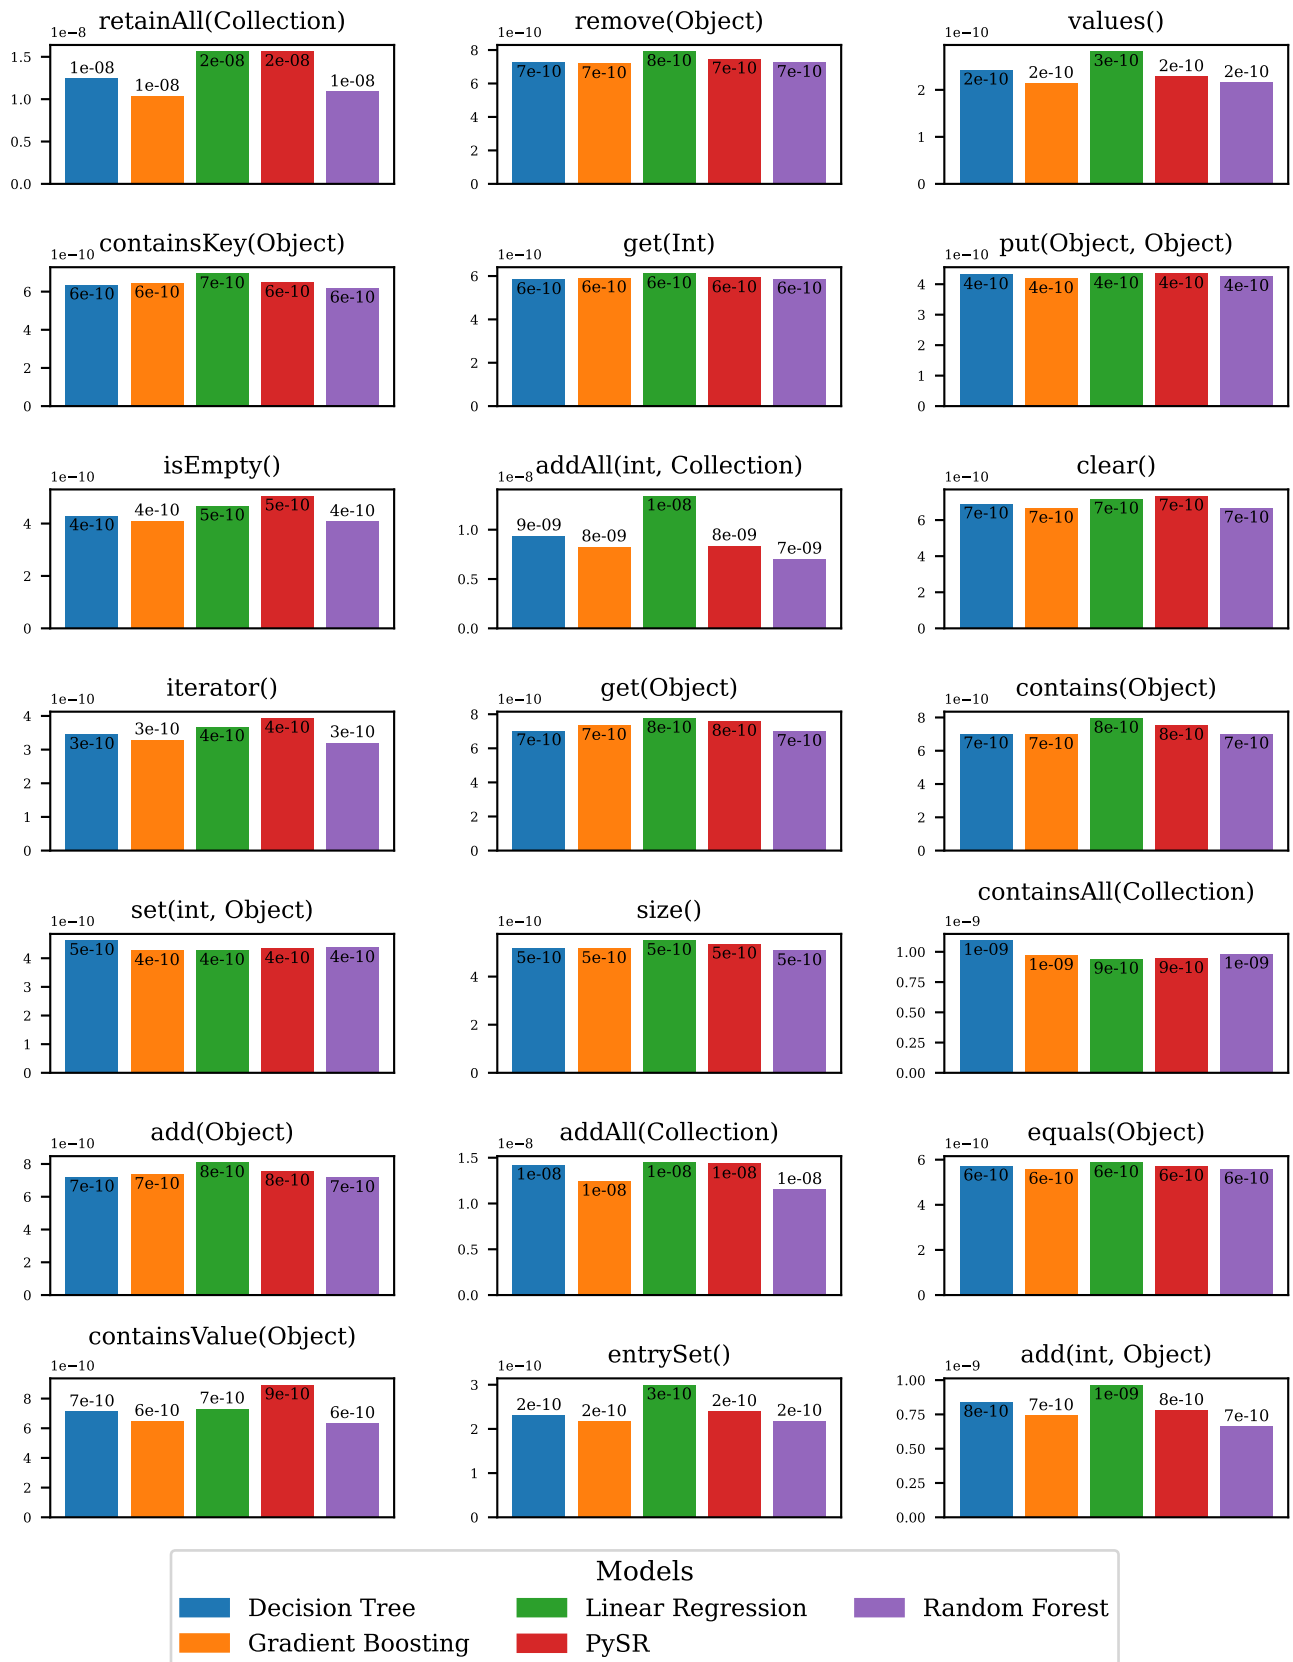 retainAll(Collection)
1e−8
1.5
1.0
0.5
0.0
1e-08
1e-08
2e-08
2e-08
1e-08
remove(Object)
1e−10
8
6
4
2
0
7e-10
7e-10
8e-10
7e-10
7e-10
values()
1e−10
2
1
0
2e-10
2e-10
3e-10
2e-10
2e-10
containsKey(Object)
1e−10
6
4
2
0
6e-10
6e-10
7e-10
6e-10
6e-10
get(Int)
1e−10
6
4
2
0
6e-10
6e-10
6e-10
6e-10
6e-10
put(Object, Object)
1e−10
4
3
2
1
0
4e-10
4e-10
4e-10
4e-10
4e-10
isEmpty()
1e−10
4
2
0
4e-10
4e-10
5e-10
5e-10
4e-10
addAll(int, Collection)
1e−8
1.0
0.5
0.0
9e-09
8e-09
1e-08
8e-09
7e-09
clear()
1e−10
6
4
2
0
7e-10
7e-10
7e-10
7e-10
7e-10
iterator()
1e−10
4
3
2
1
0
3e-10
3e-10
4e-10
4e-10
3e-10
get(Object)
1e−10
8
6
4
2
0
7e-10
7e-10
8e-10
8e-10
7e-10
contains(Object)
1e−10
8
6
4
2
0
7e-10
7e-10
8e-10
8e-10
7e-10
set(int, Object)
1e−10
4
3
2
1
0
5e-10
4e-10
4e-10
4e-10
4e-10
size()
1e−10
4
2
0
5e-10
5e-10
5e-10
5e-10
5e-10
containsAll(Collection)
1e−9
1.00
0.75
0.50
0.25
0.00
1e-09
1e-09
9e-10
9e-10
1e-09
add(Object)
1e−10
8
6
4
2
0
7e-10
7e-10
8e-10
8e-10
7e-10
addAll(Collection)
1e−8
1.5
1.0
0.5
0.0
1e-08
1e-08
1e-08
1e-08
1e-08
equals(Object)
1e−10
6
4
2
0
6e-10
6e-10
6e-10
6e-10
6e-10
containsValue(Object)
1e−10
8
6
4
2
0
7e-10
6e-10
7e-10
9e-10
6e-10
entrySet()
1e−10
3
2
1
0
2e-10
2e-10
3e-10
2e-10
2e-10
add(int, Object)
1e−9
1.00
0.75
0.50
0.25
0.00
8e-10
7e-10
1e-09
8e-10
7e-10
Models
Decision Tree
Gradient Boosting
Linear Regression
PySR
Random Forest